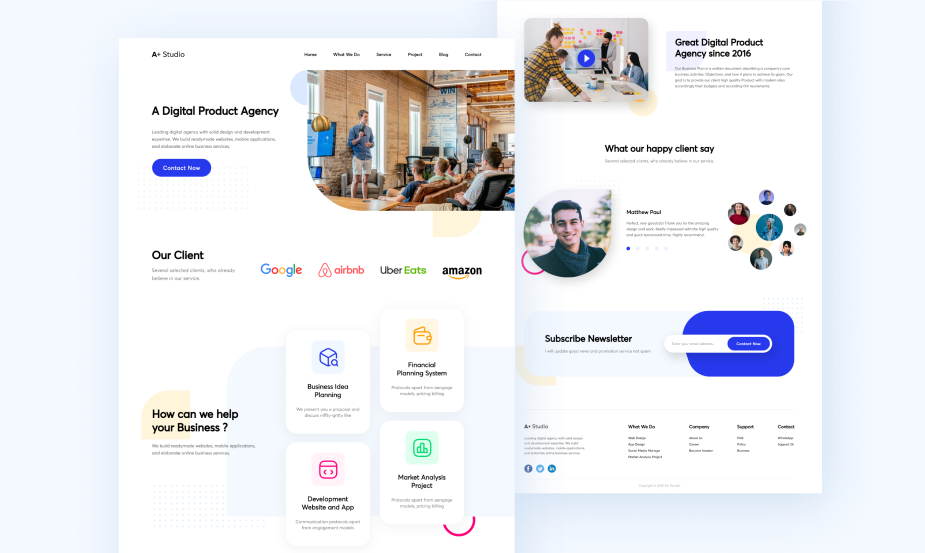 A+ Studio
Home
What We Do
Service
Project
Blog
Contact
A Digital Product Agency
Leading digital agency with solid design and development
expertise. We build readymade websites, mobile applications,
and elaborate online business services.
Contact Now
Our Client
Several selected clients, who already
believe in our service.
Google
airbnb
Uber Eats
amazon
How can we help
your Business ?
We build readymade websites, mobile applications,
and elaborate online business services.
Business Idea
Planning
We present you a proposal and
discuss niffty-gritty like
Financial
Planning System
Protocols apart from aengage
models, pricing billing
Development
Website and App
Communication protocols apart
from engagement models
Market Analysis
Project
Protocols apart from aengage
models, pricing billing
Great Digital Product
Agency since 2016
Our Business Plan is a written document describing a company's core
business activities, Objectives, and how it plans to achieve its goals. Our
goal is to provide our client high quality Product with modern idea
accordingly their budgets and according the reuirements.
What our happy client say
Several selected clients, who already believe in our service.
Matthew Paul
Perfect, very good job! Thank you for the amazing
design and work. Really impressed with the high quality
and quick turnaround time. Highly recommend.
Subscribe Newsletter
I will update good news and promotion service not spam
Enter your email address..
Contact Now
A+ Studio
Leading digital agency with solid design
and development expertise. We build
readymade websites, mobile applications,
and elaborate online business services.
What We Do
Web Design
App Design
Social Media Manage
Market Analysis Project
Company
About Us
Career
Become Investor
Support
FAQ
Policy
Business
Contact
WhatsApp
Support 24